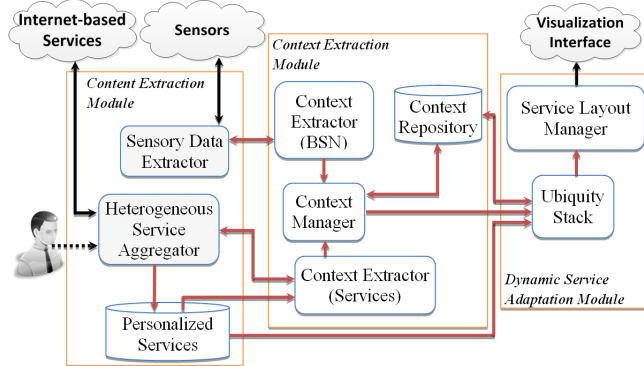 Internet-based
Services
Sensors
Visualization
Interface
Content Extraction
Module
Context Extraction
Module
Sensory Data
Extractor
Context
Extractor
(BSN)
Context
Repository
Service Layout
Manager
Heterogeneous
Service
Aggregator
Context
Manager
Ubiquity
Stack
Context Extractor
(Services)
Personalized
Services
Dynamic Service
Adaptation Module